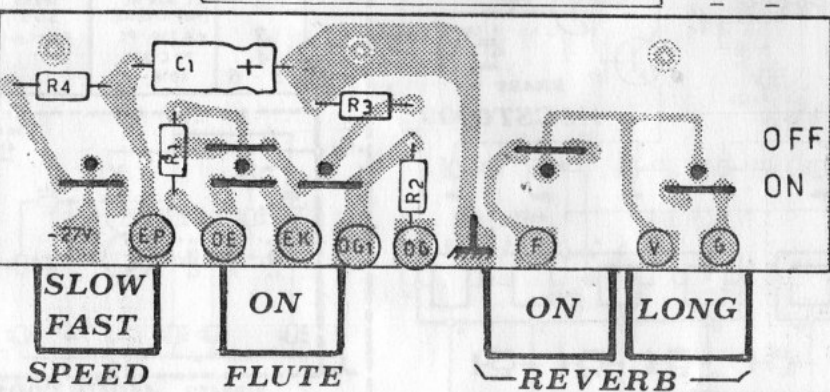 C1 +
R4
R3
R1
R2
OFF
ON
-27V EP OE EK OG1 OG F V G
SLOW
FAST
ON
ON
LONG
SPEED
FLUTE
REVERB